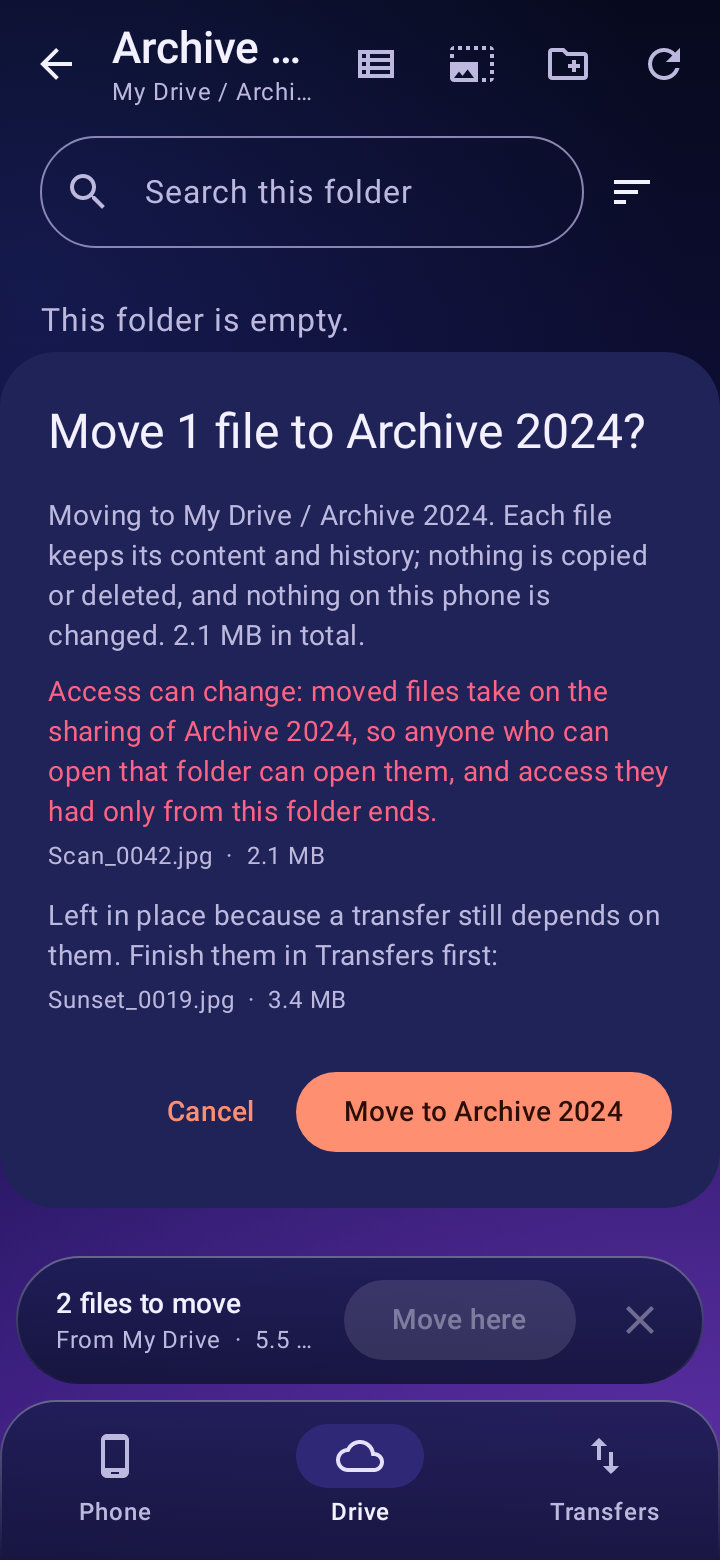 Archive …
My Drive / Archi…
Search this folder
This folder is empty.
Move 1 file to Archive 2024?
Moving to My Drive / Archive 2024. Each file
keeps its content and history; nothing is copied
or deleted, and nothing on this phone is
changed. 2.1 MB in total.
Access can change: moved files take on the
sharing of Archive 2024, so anyone who can
open that folder can open them, and access they
had only from this folder ends.
Scan_0042.jpg · 2.1 MB
Left in place because a transfer still depends on
them. Finish them in Transfers first:
Sunset_0019.jpg · 3.4 MB
Cancel
Move to Archive 2024
2 files to move
From My Drive · 5.5 …
Move here
Phone
Drive
Transfers